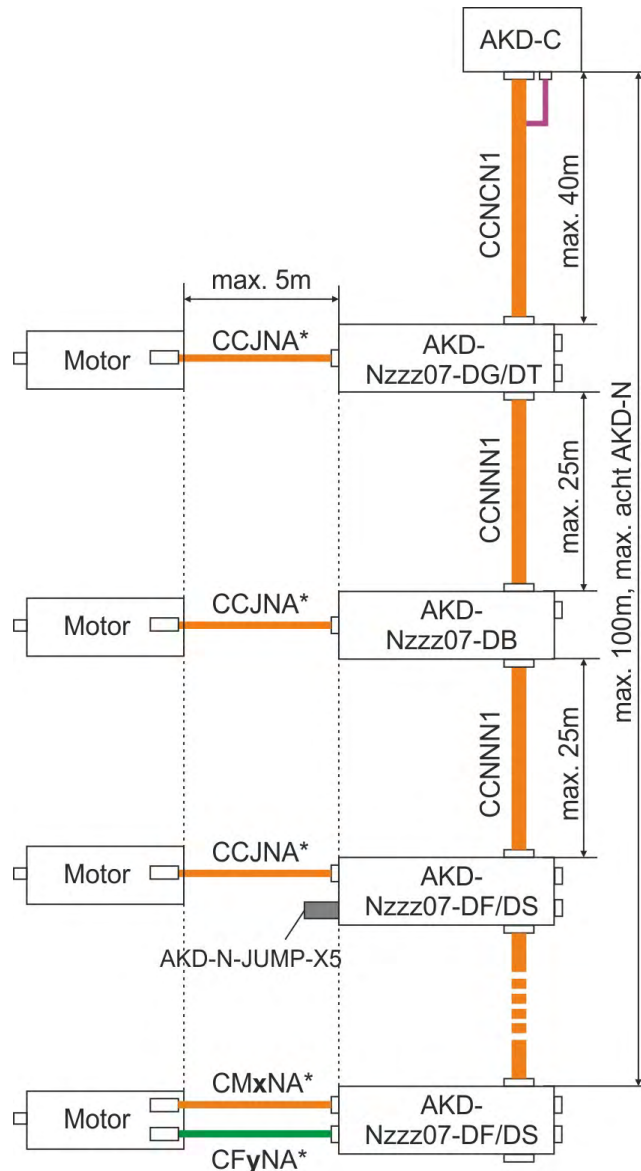 AKD-C
CCNCN1
max. 40m
max. 5m
Motor
CCJNA*
AKD-
Nzzz07-DG/DT
CCNNN1
max. 25m
max. 100m, max. acht AKD-N
Motor
CCJNA*
AKD-
Nzzz07-DB
CCNNN1
max. 25m
Motor
CCJNA*
AKD-
Nzzz07-DF/DS
AKD-N-JUMP-X5
Motor
CMxNA*
CFyNA*
AKD-
Nzzz07-DF/DS